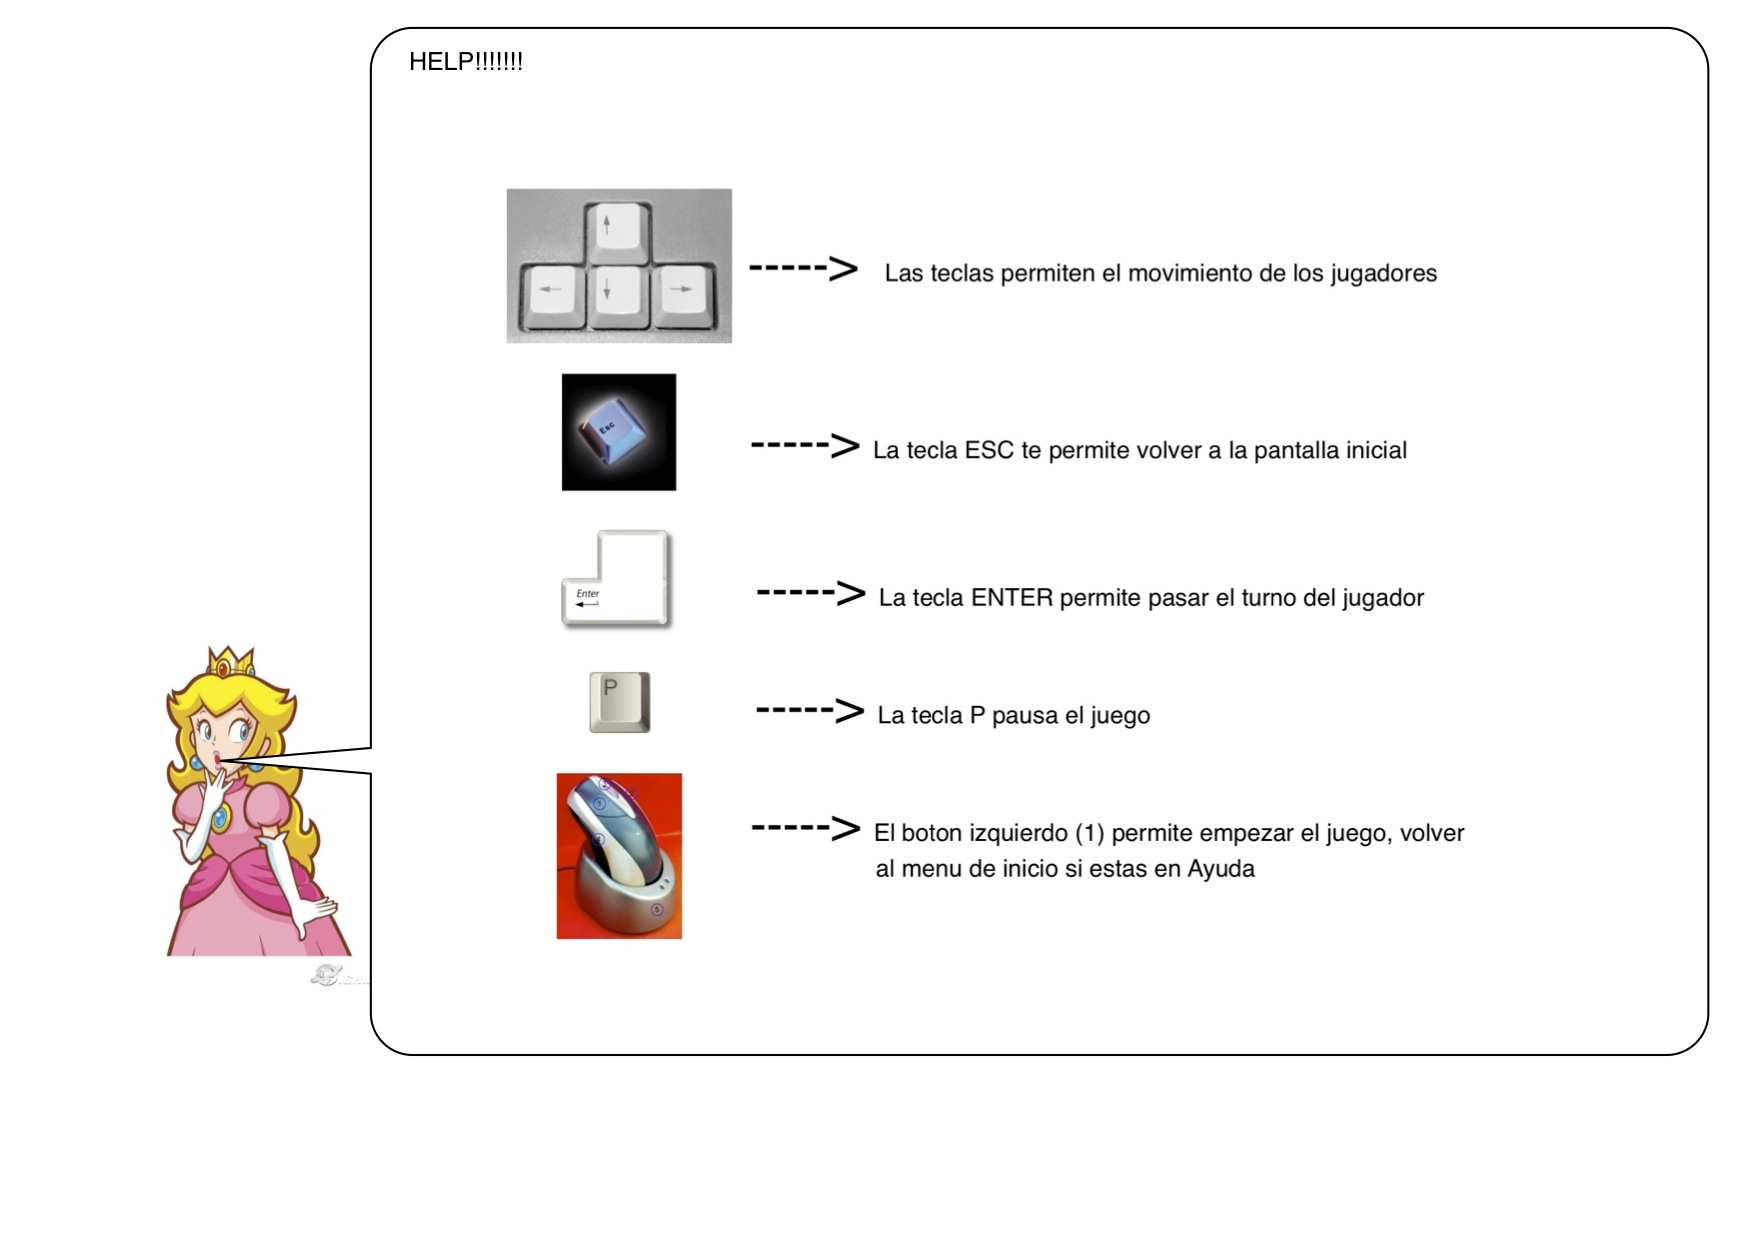 HELP!!!!!!!
-----> Las teclas permiten el movimiento de los jugadores
Esc
-----> La tecla ESC te permite volver a la pantalla inicial
Enter
-----> La tecla ENTER permite pasar el turno del jugador
P
-----> La tecla P pausa el juego
1
-----> El boton izquierdo (1) permite empezar el juego, volver
al menu de inicio si estas en Ayuda
5